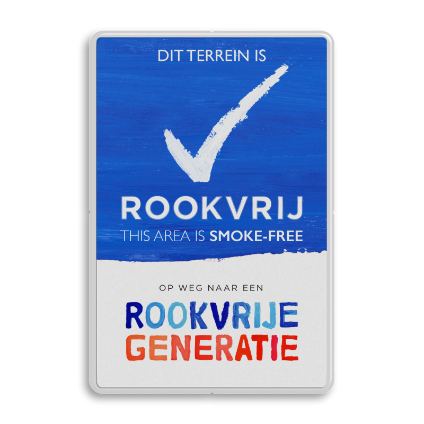 DIT TERREIN IS
ROOKVRIJ
THIS AREA IS SMOKE-FREE
OP WEG NAAR EEN
ROOKVRIJE
GENERATIE